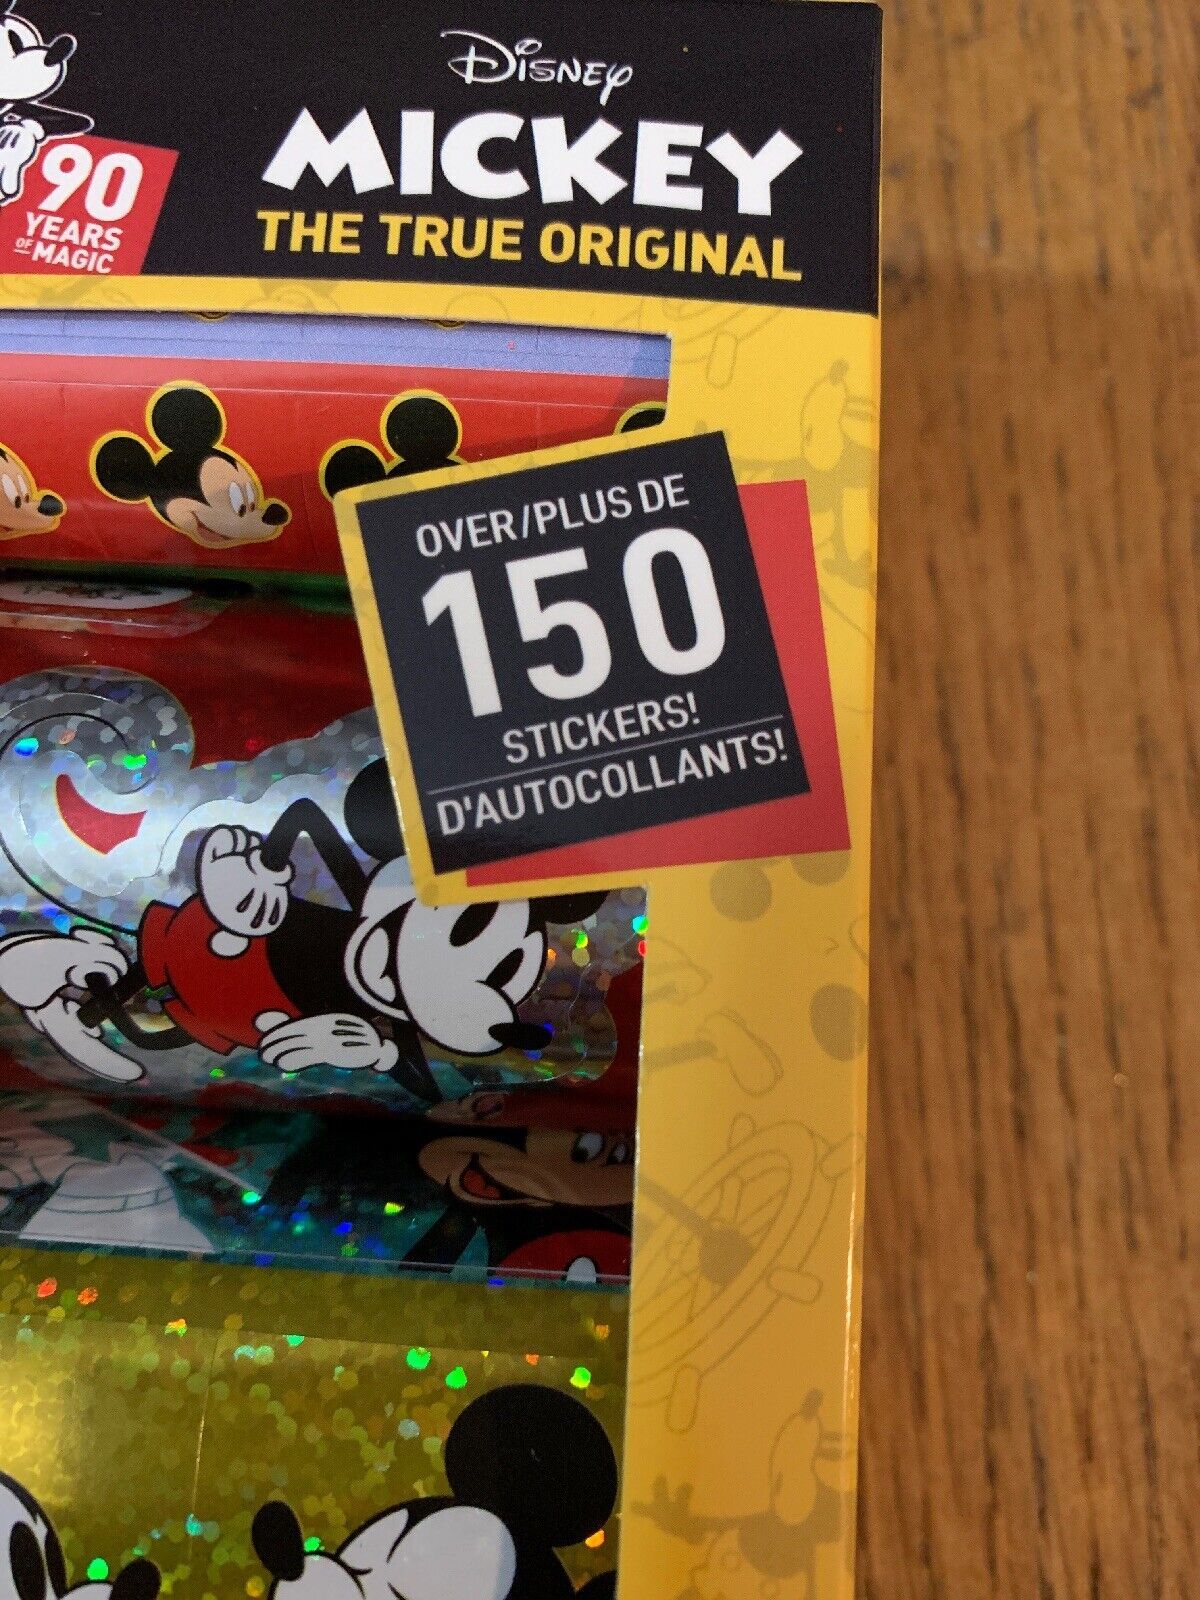 Disney
MICKEY
THE TRUE ORIGINAL
90
YEARS
OF MAGIC
OVER/PLUS DE
150
STICKERS!
D'AUTOCOLLANTS!